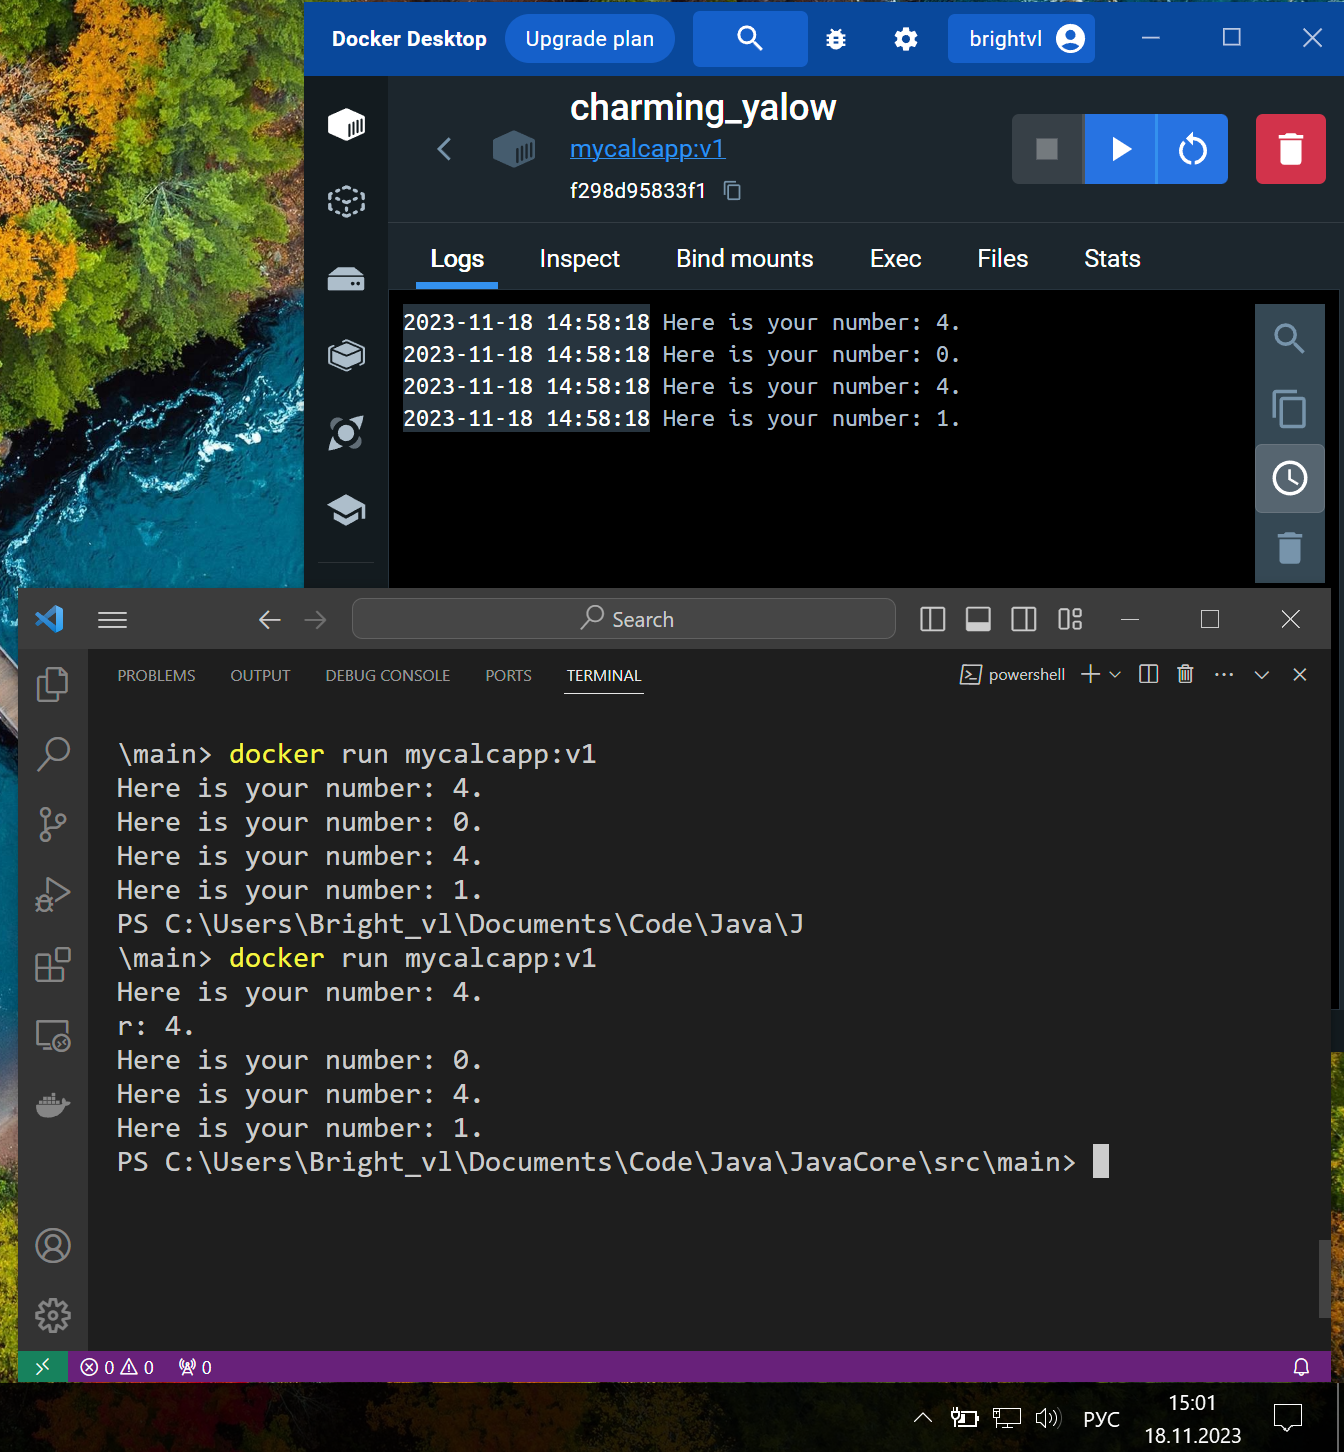 Docker Desktop Upgrade plan brightvl
charming_yalow
mycalcapp:v1
f298d95833f1
Logs Inspect Bind mounts Exec Files Stats
2023-11-18 14:58:18 Here is your number: 4.
2023-11-18 14:58:18 Here is your number: 0.
2023-11-18 14:58:18 Here is your number: 4.
2023-11-18 14:58:18 Here is your number: 1.
Search
PROBLEMS OUTPUT DEBUG CONSOLE PORTS TERMINAL powershell
\main> docker run mycalcapp:v1
Here is your number: 4.
Here is your number: 0.
Here is your number: 4.
Here is your number: 1.
PS C:\Users\Bright_vl\Documents\Code\Java\J
\main> docker run mycalcapp:v1
Here is your number: 4.
r: 4.
Here is your number: 0.
Here is your number: 4.
Here is your number: 1.
PS C:\Users\Bright_vl\Documents\Code\Java\JavaCore\src\main>
0 0 0
РУС 15:01
18.11.2023